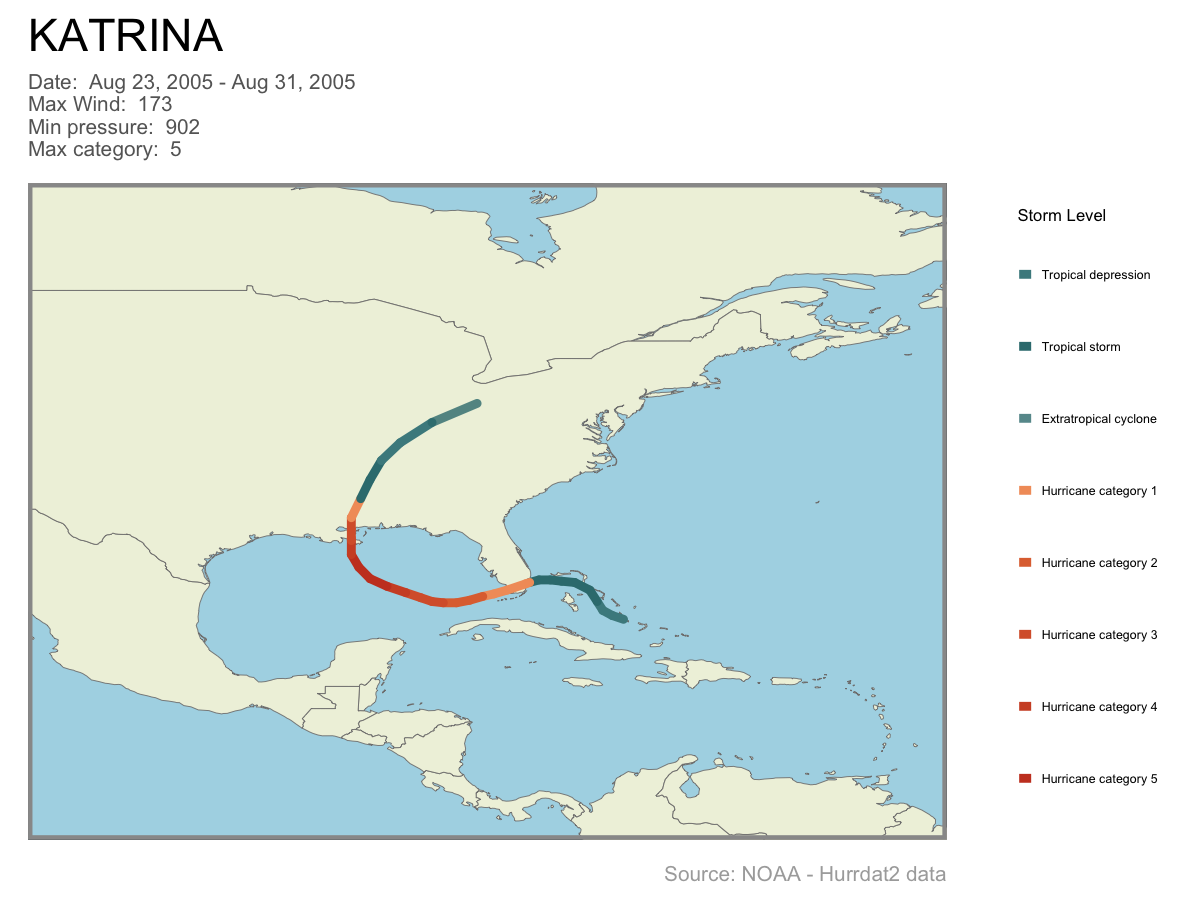 KATRINA
Date:  Aug 23, 2005 - Aug 31, 2005
Max Wind:  173
Min pressure:  902
Max category:  5
Storm Level
Tropical depression
Tropical storm
Extratropical cyclone
Hurricane category 1
Hurricane category 2
Hurricane category 3
Hurricane category 4
Hurricane category 5
Source: NOAA - Hurrdat2 data